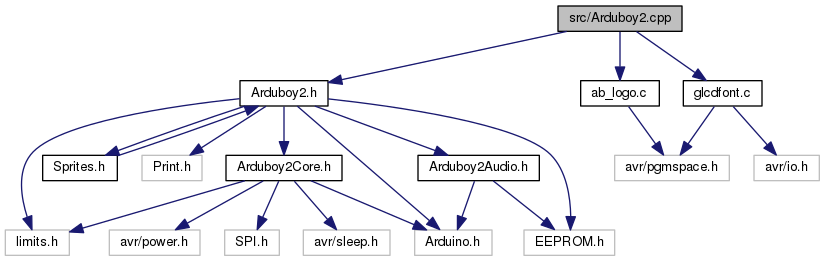 src/Arduboy2.cpp
Arduboy2.h
ab_logo.c
glcdfont.c
Sprites.h
Print.h
Arduboy2Core.h
Arduboy2Audio.h
avr/pgmspace.h
avr/io.h
limits.h
avr/power.h
SPI.h
avr/sleep.h
Arduino.h
EEPROM.h